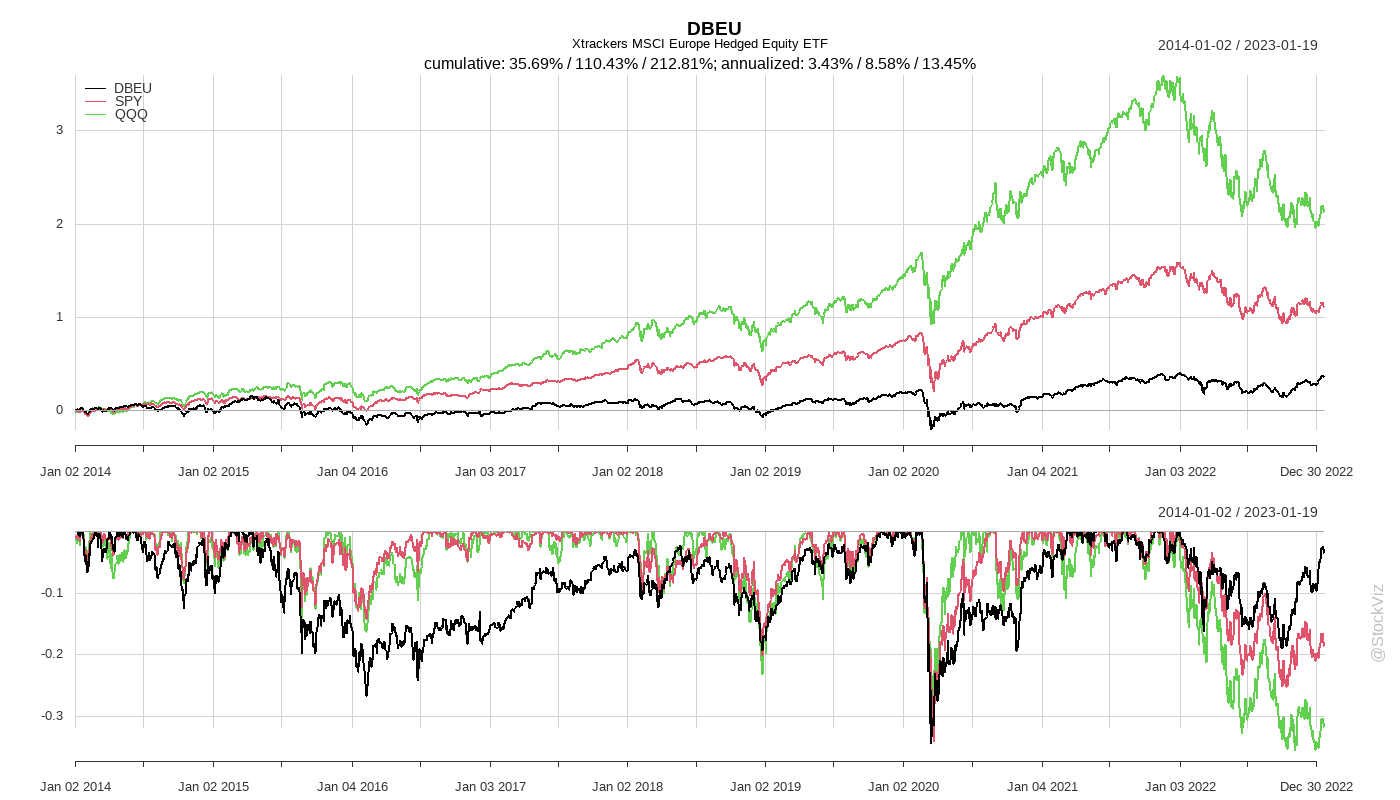 DBEU
Xtrackers MSCI Europe Hedged Equity ETF
2014-01-02 / 2023-01-19
cumulative: 35.69% / 110.43% / 212.81%; annualized: 3.43% / 8.58% / 13.45%
DBEU
SPY
QQQ
3
2
1
0
Jan 02 2014 Jan 02 2015 Jan 04 2016 Jan 03 2017 Jan 02 2018 Jan 02 2019 Jan 02 2020 Jan 04 2021 Jan 03 2022 Dec 30 2022
2014-01-02 / 2023-01-19
-0.1
-0.2
-0.3
Jan 02 2014 Jan 02 2015 Jan 04 2016 Jan 03 2017 Jan 02 2018 Jan 02 2019 Jan 02 2020 Jan 04 2021 Jan 03 2022 Dec 30 2022
@StockViz